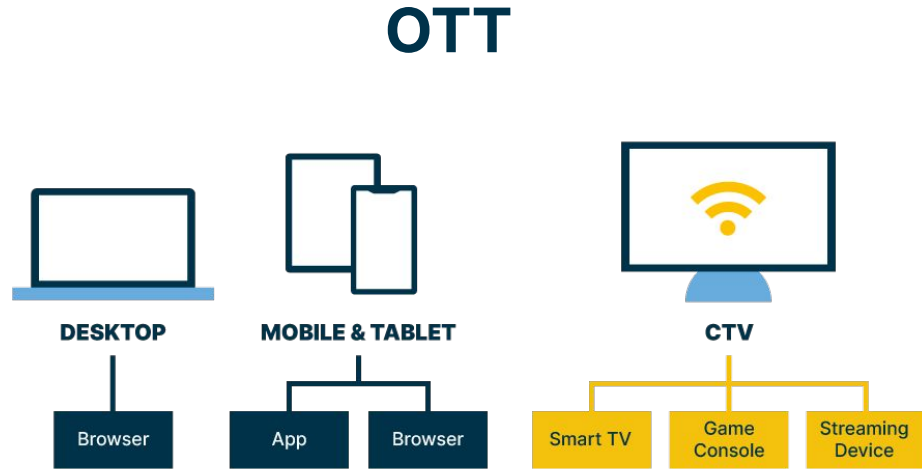 OTT
DESKTOP
MOBILE & TABLET
CTV
Browser
App
Browser
Smart TV
Game
Console
Streaming
Device